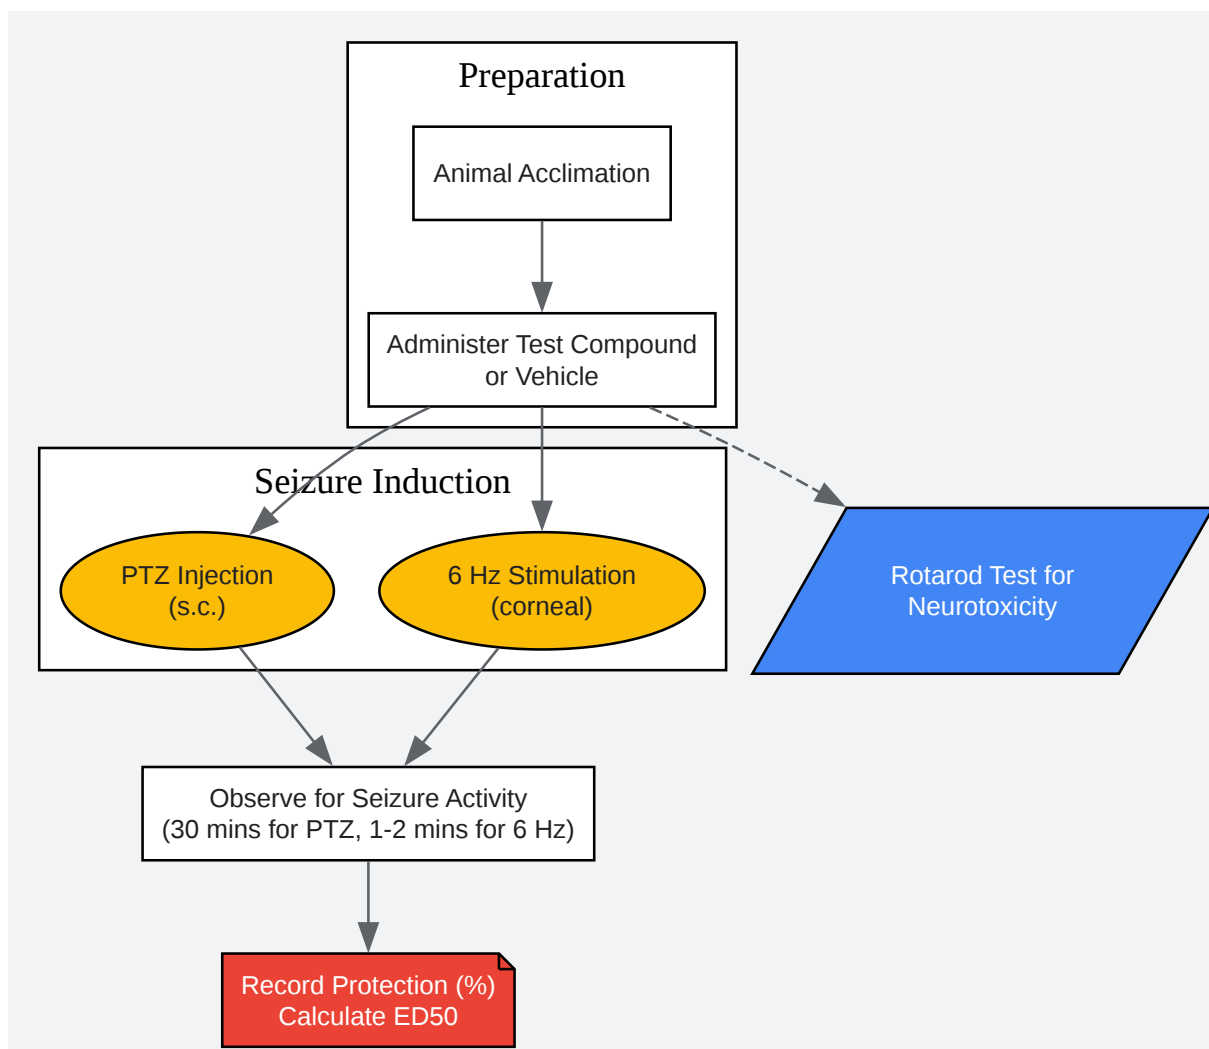 Preparation
Animal Acclimation
Administer Test Compound
or Vehicle
Seizure Induction
PTZ Injection
(s.c.)
6 Hz Stimulation
(corneal)
Rotarod Test for
Neurotoxicity
Observe for Seizure Activity
(30 mins for PTZ, 1-2 mins for 6 Hz)
Record Protection (%)
Calculate ED50